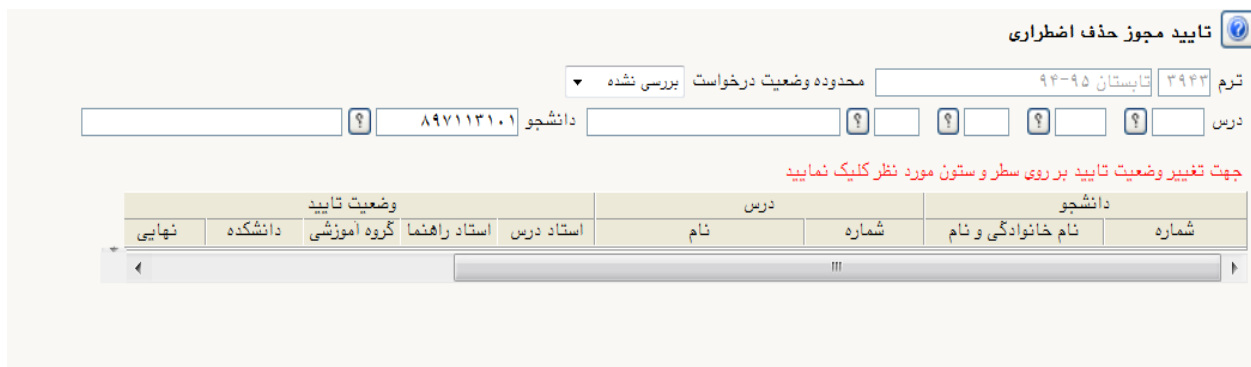 تایید مجوز حذف اضطراری
ترم ۳۹۴۳ تابستان ۹۵-۹۴ محدوده وضعیت درخواست بررسی نشده
درس ؟ ؟ ؟ ؟ دانشجو ۸۹۷۱۱۳۱۰۱ ؟
جهت تغییر وضعیت تایید بر روی سطر و ستون مورد نظر کلیک نمایید
دانشجو درس وضعیت تایید
شماره نام خانوادگی و نام شماره نام استاد درس استاد راهنما گروه آموزشی دانشکده نهایی